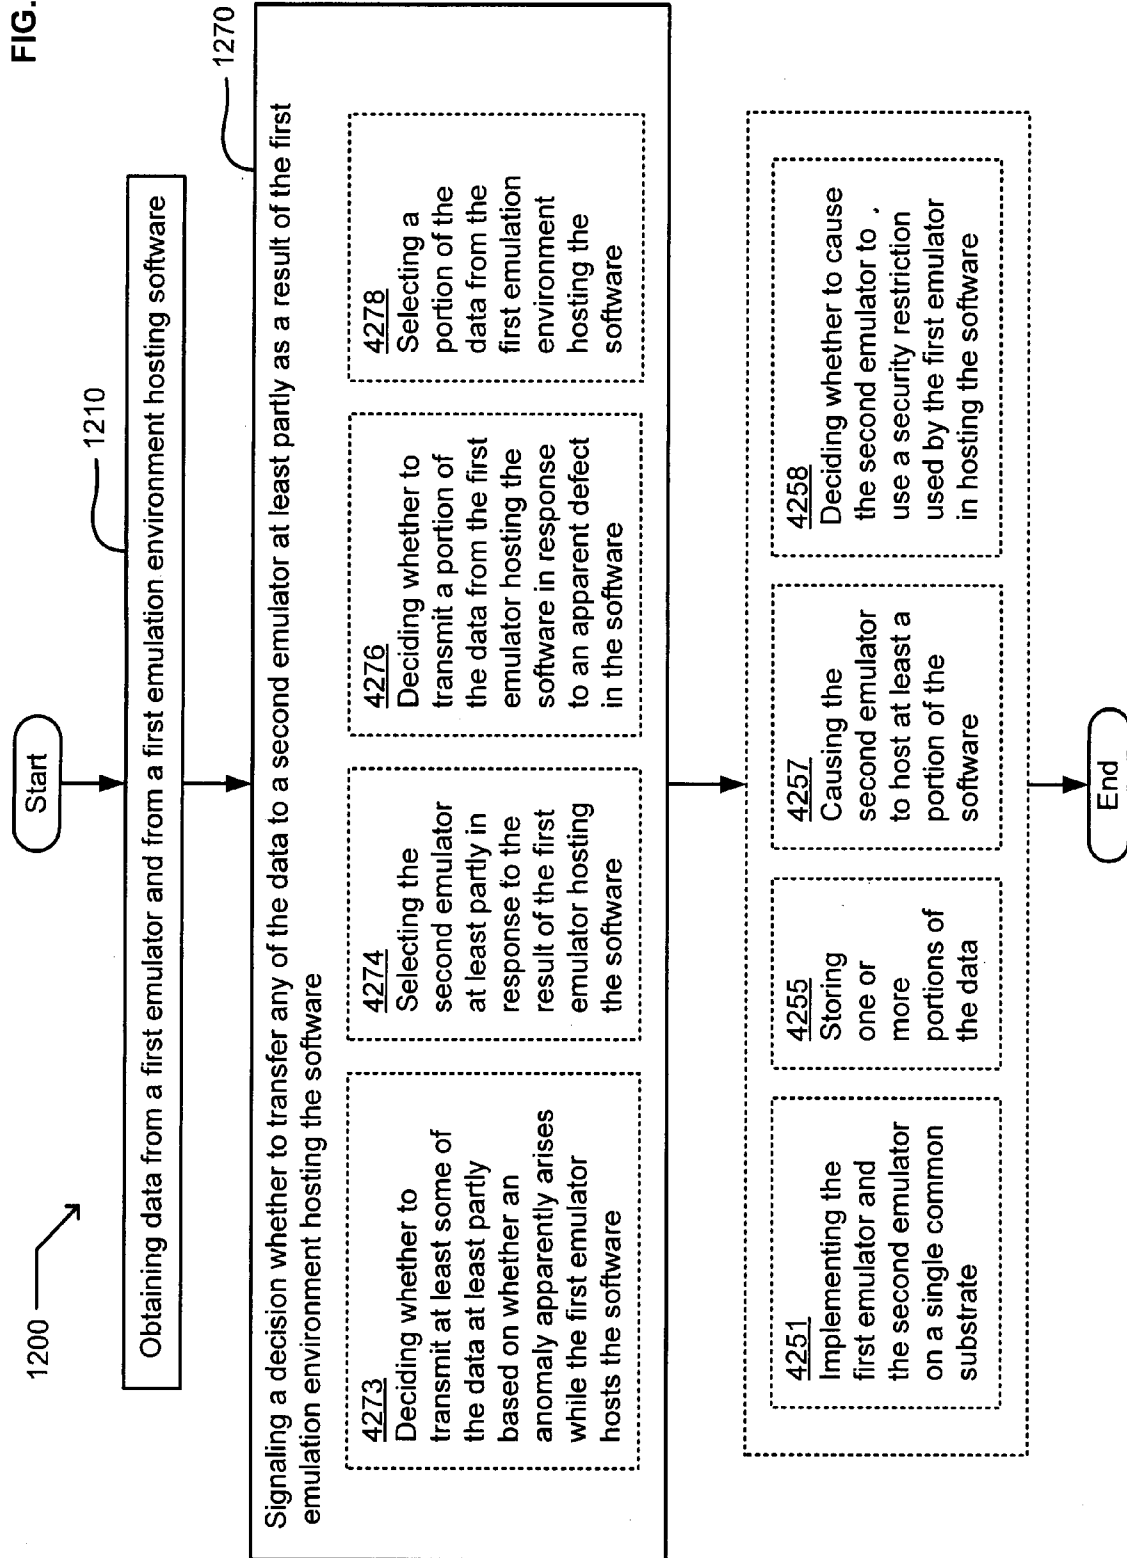 FIG.
1200
Start
1210
Obtaining data from a first emulator and from a first emulation environment hosting software
1270
Signaling a decision whether to transfer any of the data to a second emulator at least partly as a result of the first
emulation environment hosting the software
4273
Deciding whether to
transmit at least some of
the data at least partly
based on whether an
anomaly apparently arises
while the first emulator
hosts the software
4274
Selecting the
second emulator
at least partly in
response to the
result of the first
emulator hosting
the software
4276
Deciding whether to
transmit a portion of
the data from the first
emulator hosting the
software in response
to an apparent defect
in the software
4278
Selecting a
portion of the
data from the
first emulation
environment
hosting the
software
4251
Implementing the
first emulator and
the second emulator
on a single common
substrate
4255
Storing
one or
more
portions of
the data
4257
Causing the
second emulator
to host at least a
portion of the
software
4258
Deciding whether to cause
the second emulator to
use a security restriction
used by the first emulator
in hosting the software
End